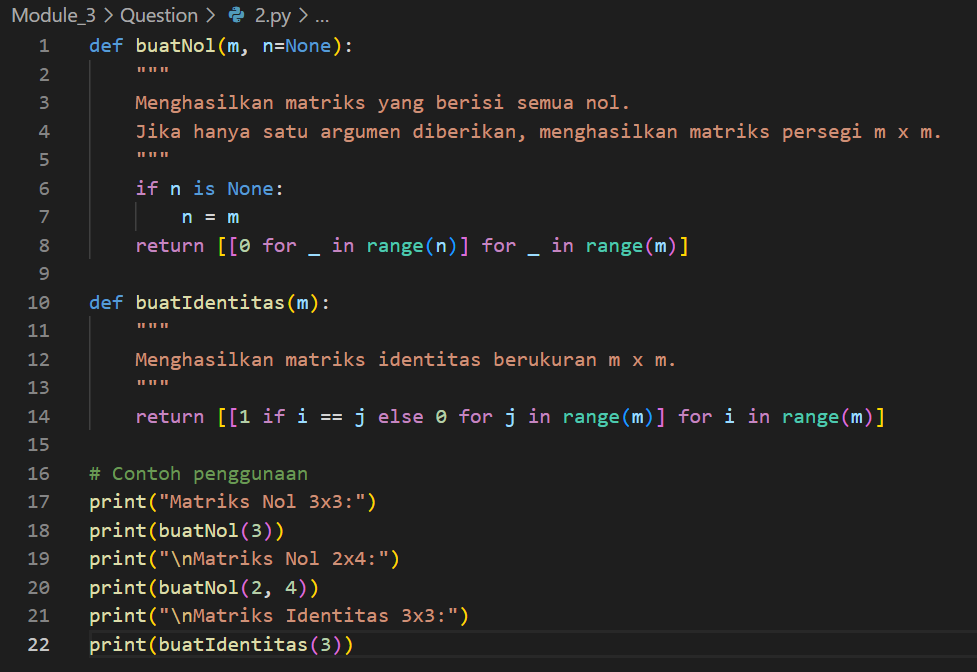 Module_3 > Question > 2.py > ...
1 def buatNol(m, n=None):
2     """
3     Menghasilkan matriks yang berisi semua nol.
4     Jika hanya satu argumen diberikan, menghasilkan matriks persegi m x m.
5     """
6     if n is None:
7         n = m
8     return [[0 for _ in range(n)] for _ in range(m)]
9
10 def buatIdentitas(m):
11     """
12     Menghasilkan matriks identitas berukuran m x m.
13     """
14     return [[1 if i == j else 0 for j in range(m)] for i in range(m)]
15
16 # Contoh penggunaan
17 print("Matriks Nol 3x3:")
18 print(buatNol(3))
19 print("\nMatriks Nol 2x4:")
20 print(buatNol(2, 4))
21 print("\nMatriks Identitas 3x3:")
22 print(buatIdentitas(3))